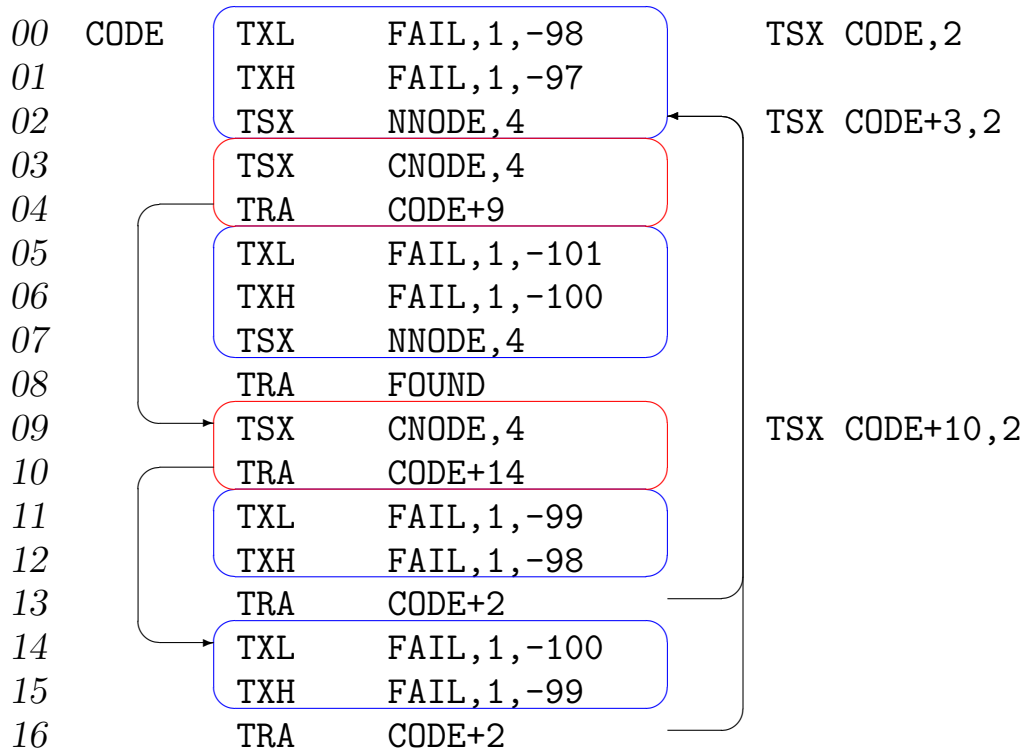 00 CODE TXL FAIL,1,-98 TSX CODE,2
01 TXH FAIL,1,-97
02 TSX NNODE,4 TSX CODE+3,2
03 TSX CNODE,4
04 TRA CODE+9
05 TXL FAIL,1,-101
06 TXH FAIL,1,-100
07 TSX NNODE,4
08 TRA FOUND
09 TSX CNODE,4 TSX CODE+10,2
10 TRA CODE+14
11 TXL FAIL,1,-99
12 TXH FAIL,1,-98
13 TRA CODE+2
14 TXL FAIL,1,-100
15 TXH FAIL,1,-99
16 TRA CODE+2